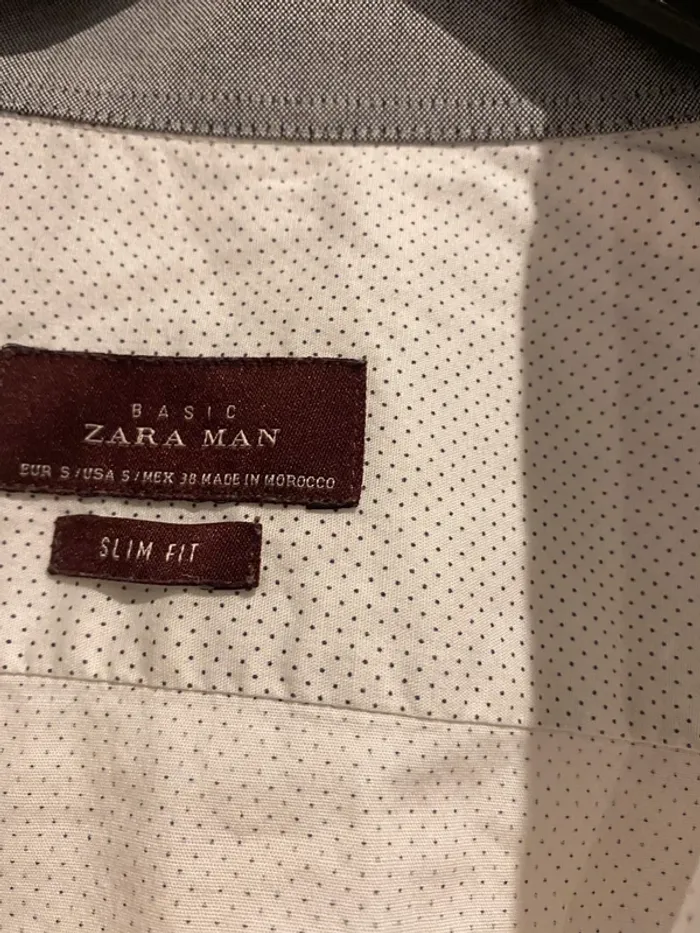 BASIC
ZARA MAN
EUR S / USA S / MEX 38 MADE IN MOROCCO
SLIM FIT